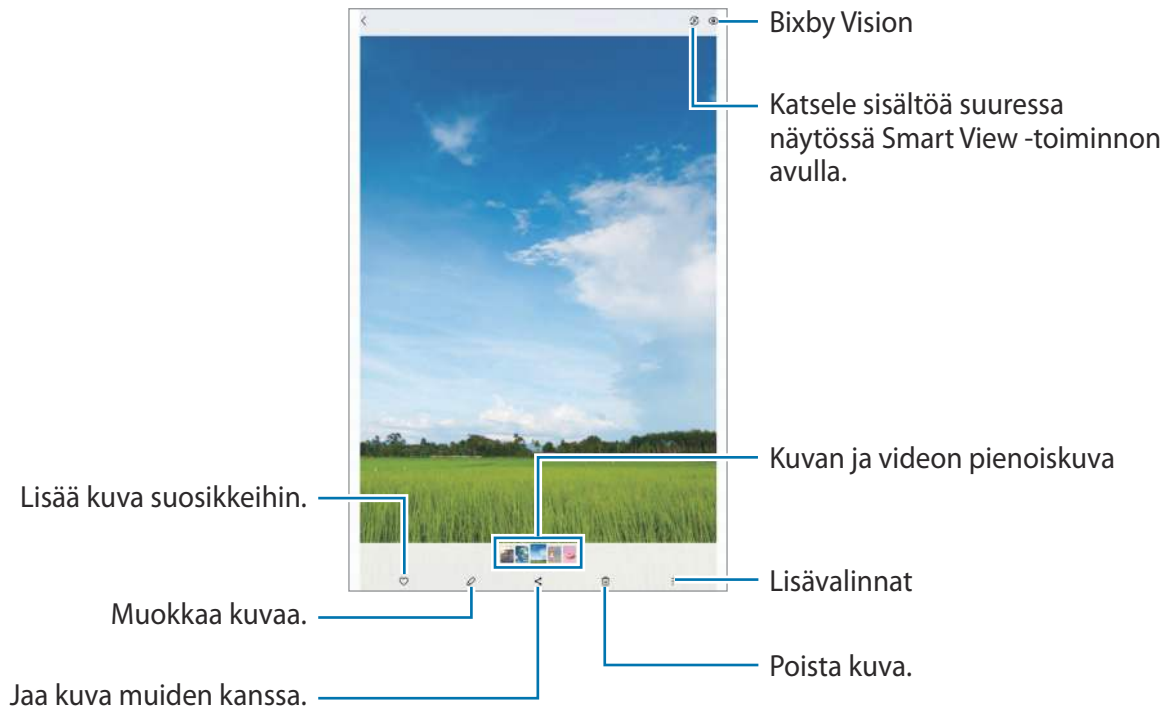 Bixby Vision
Katsele sisältöä suuressa
näytössä Smart View -toiminnon
avulla.
Kuvan ja videon pienoiskuva
Lisää kuva suosikkeihin.
Lisävalinnat
Muokkaa kuvaa.
Poista kuva.
Jaa kuva muiden kanssa.